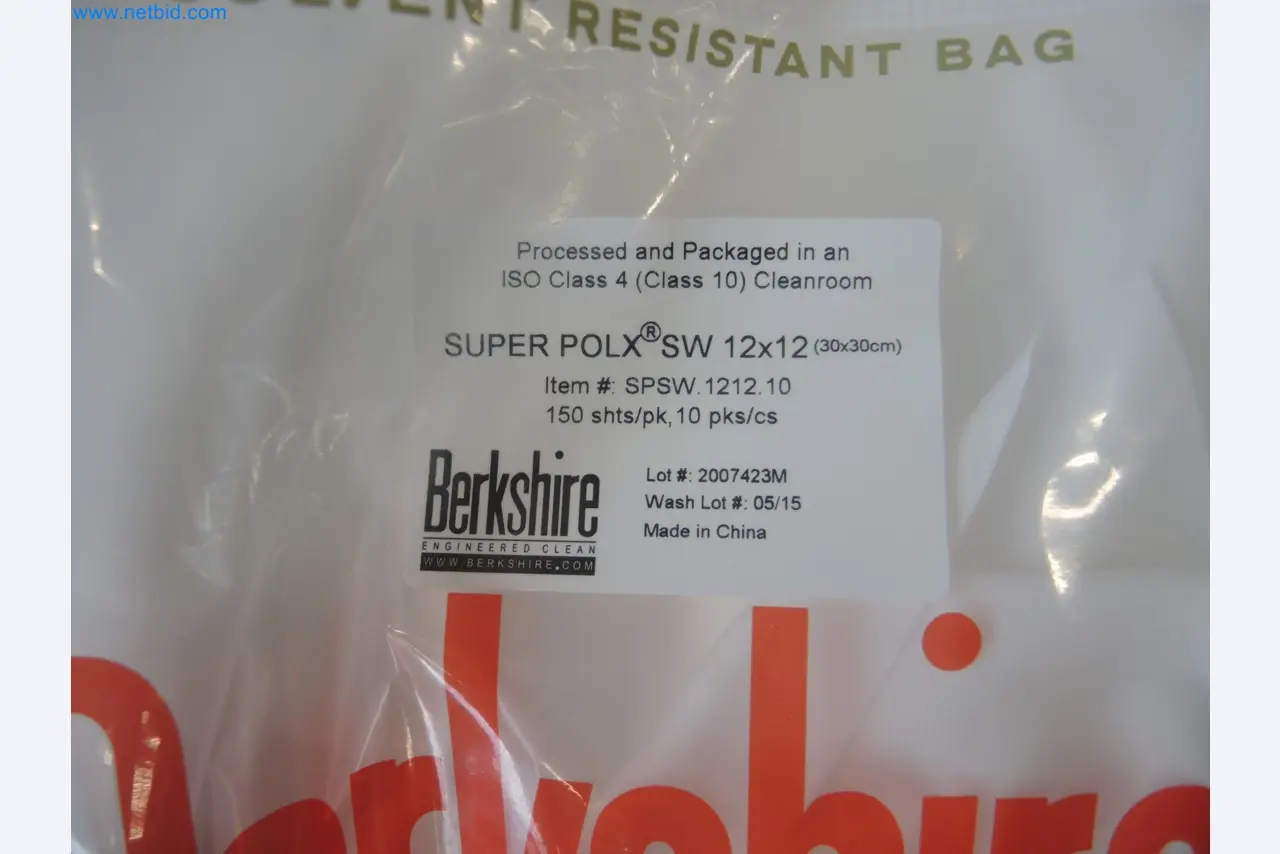 www.netbid.com
SOLVENT RESISTANT BAG
Processed and Packaged in an
ISO Class 4 (Class 10) Cleanroom
SUPER POLX® SW 12x12 (30x30cm)
Item #: SPSW.1212.10
150 shts/pk, 10 pks/cs
Berkshire
ENGINEERED CLEAN
WWW.BERKSHIRE.COM
Lot #: 2007423M
Wash Lot #: 05/15
Made in China
Berkshire